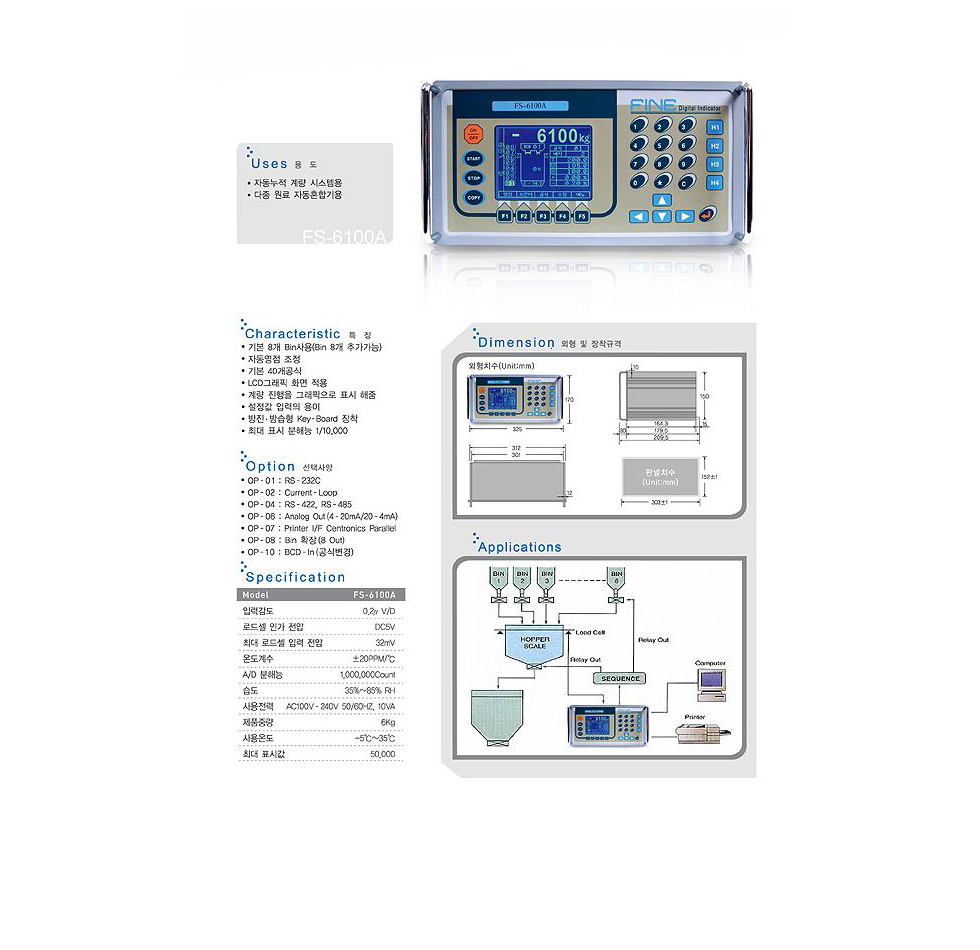 Uses 용 도
• 자동누적 계량 시스템용
• 다종 원료 자동혼합기용
FS-6100A
FS-6100A
FINE Digital Indicator
ON
OFF
START
STOP
COPY
6100kg
BIN 01
F1 F2 F3 F4 F5
1 2 3 H1
4 5 6 H2
7 8 9 H3
0 * C H4
Characteristic 특 징
• 기본 8개 Bin사용(Bin 8개 추가가능)
• 자동영점 조정
• 기본 40개공식
• LCD그래픽 화면 적용
• 계량 진행을 그래픽으로 표시 해줌
• 설정값 입력의 용이
• 방진·방습형 Key-Board 장착
• 최대 표시 분해능 1/10,000
Option 선택사양
• OP-01 : RS-232C
• OP-02 : Current-Loop
• OP-04 : RS-422, RS-485
• OP-06 : Analog Out(4-20mA/20-4mA)
• OP-07 : Printer I/F Centronics Parallel
• OP-08 : Bin 확장(8 Out)
• OP-10 : BCD-In(공식변경)
Specification
Model FS-6100A
입력감도 0.2㎶ V/D
로드셀 인가 전압 DC5V
최대 로드셀 입력 전압 32mV
온도계수 ±20PPM/℃
A/D 분해능 1,000,000Count
습도 35%~85% RH
사용전력 AC100V-240V 50/60HZ, 10VA
제품중량 6Kg
사용온도 -5℃~35℃
최대 표시값 50,000
Dimension 외형 및 장착규격
외형치수(Unit:mm)
170
325
10
150
164.3
179.5
30
15
209.5
312
301
12
판넬치수
(Unit:mm)
152±1
303±1
Applications
BIN 1
BIN 2
BIN 3
BIN 8
HOPPER SCALE
Load Cell
Relay Out
Relay Out
SEQUENCE
Computer
Printer